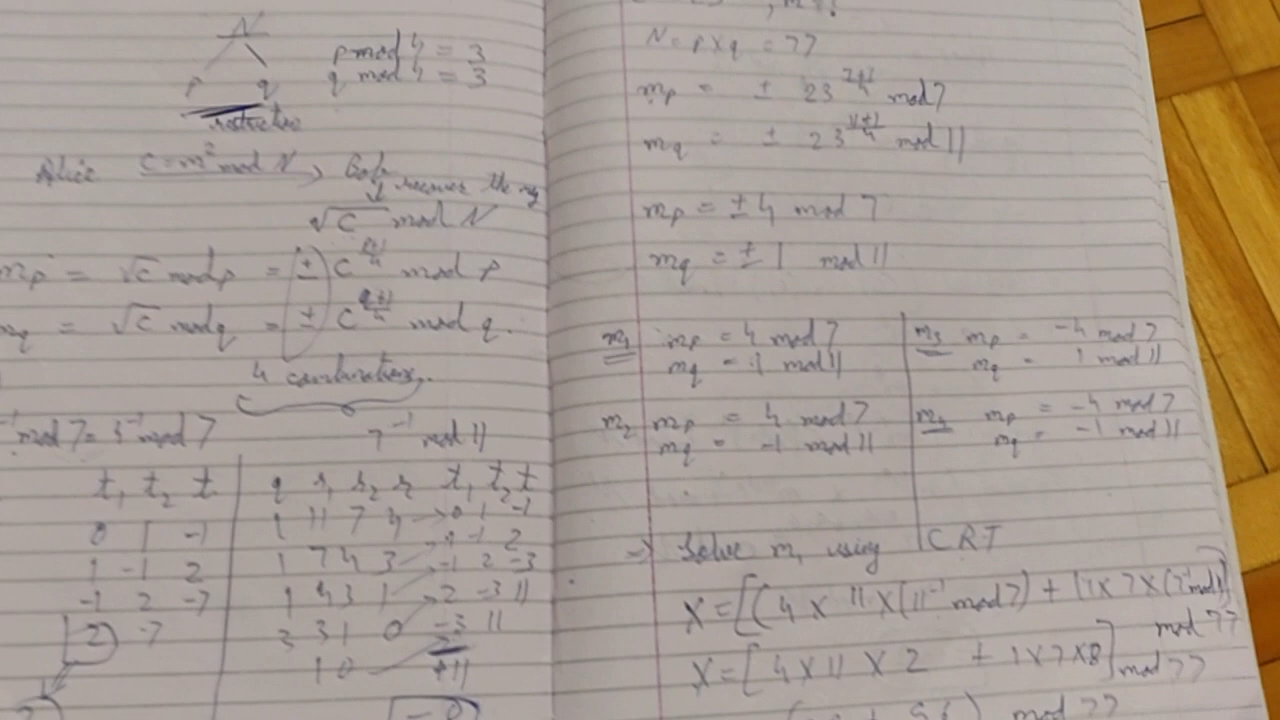 N
p q
p mod 4 = 3
q mod 4 = 3
Alice C = m² mod N → Bob
↓ recover the msg
√C mod N
mp = √c mod p = ± C^(p+1)/4 mod p
mq = √c mod q = ± C^(q+1)/4 mod q.
4 combinations.
⁻¹ mod 7 = 3⁻¹ mod 7
t₁ t₂ t
0 1 -1
1 -1 2
-1 2 -7
2 -7
7⁻¹ mod 11
q r₁ r₂ r t₁ t₂ t
1 11 7 4 → 0 1 -1
1 7 4 3 → 1 -1 2
1 4 3 1 → -1 2 -3
3 3 1 0 → 2 -3 11
1 0 -3 11
N = p x q = 77
mp = ± 23^(7+1)/4 mod 7
mq = ± 23^(11+1)/4 mod 11
mp = ± 4 mod 7
mq = ± 1 mod 11
m₁ mp = 4 mod 7
mq = 1 mod 11
m₂ mp = 4 mod 7
mq = -1 mod 11
m₃ mp = -4 mod 7
mq = 1 mod 11
m₄ mp = -4 mod 7
mq = -1 mod 11
⇒ Solve m₁ using CRT
X = [(4 x 11 x (11⁻¹ mod 7) + (1 x 7 x (7⁻¹ mod 11)] mod 77
X = [4 x 11 x 2 + 1 x 7 x 8] mod 77
mod 77